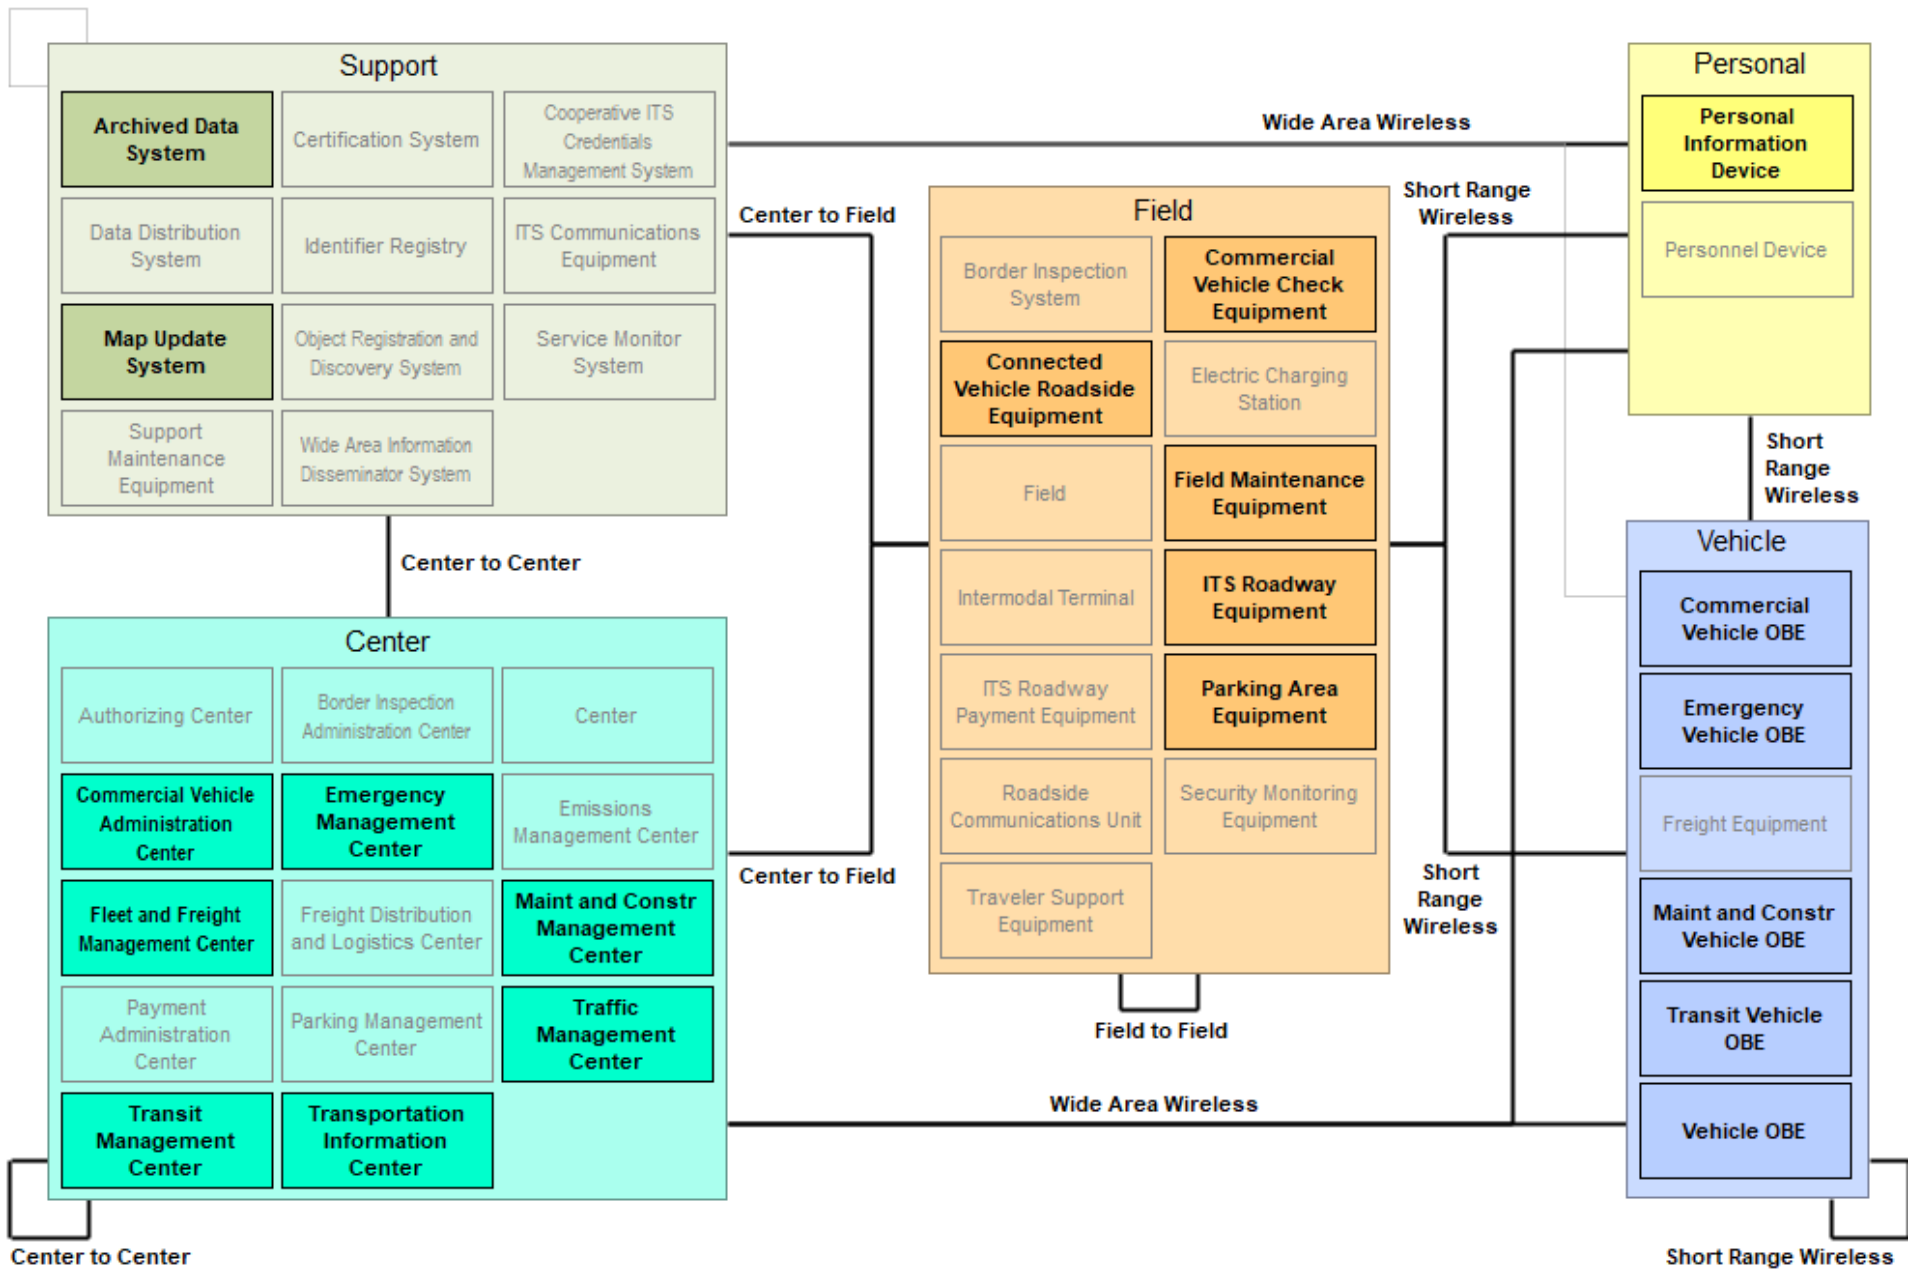 Support
Archived Data
System
Certification System
Cooperative ITS
Credentials
Management System
Data Distribution
System
Identifier Registry
ITS Communications
Equipment
Map Update
System
Object Registration and
Discovery System
Service Monitor
System
Support
Maintenance
Equipment
Wide Area Information
Disseminator System
Center to Center
Center
Authorizing Center
Border Inspection
Administration Center
Center
Commercial Vehicle
Administration
Center
Emergency
Management
Center
Emissions
Management Center
Fleet and Freight
Management Center
Freight Distribution
and Logistics Center
Maint and Constr
Management
Center
Payment
Administration
Center
Parking Management
Center
Traffic
Management
Center
Transit
Management
Center
Transportation
Information
Center
Center to Center
Center to Field
Center to Field
Field
Border Inspection
System
Commercial
Vehicle Check
Equipment
Connected
Vehicle Roadside
Equipment
Electric Charging
Station
Field
Field Maintenance
Equipment
Intermodal Terminal
ITS Roadway
Equipment
ITS Roadway
Payment Equipment
Parking Area
Equipment
Roadside
Communications Unit
Security Monitoring
Equipment
Traveler Support
Equipment
Field to Field
Wide Area Wireless
Wide Area Wireless
Short Range
Wireless
Short
Range
Wireless
Personal
Personal
Information
Device
Personnel Device
Short
Range
Wireless
Vehicle
Commercial
Vehicle OBE
Emergency
Vehicle OBE
Freight Equipment
Maint and Constr
Vehicle OBE
Transit Vehicle
OBE
Vehicle OBE
Short Range Wireless